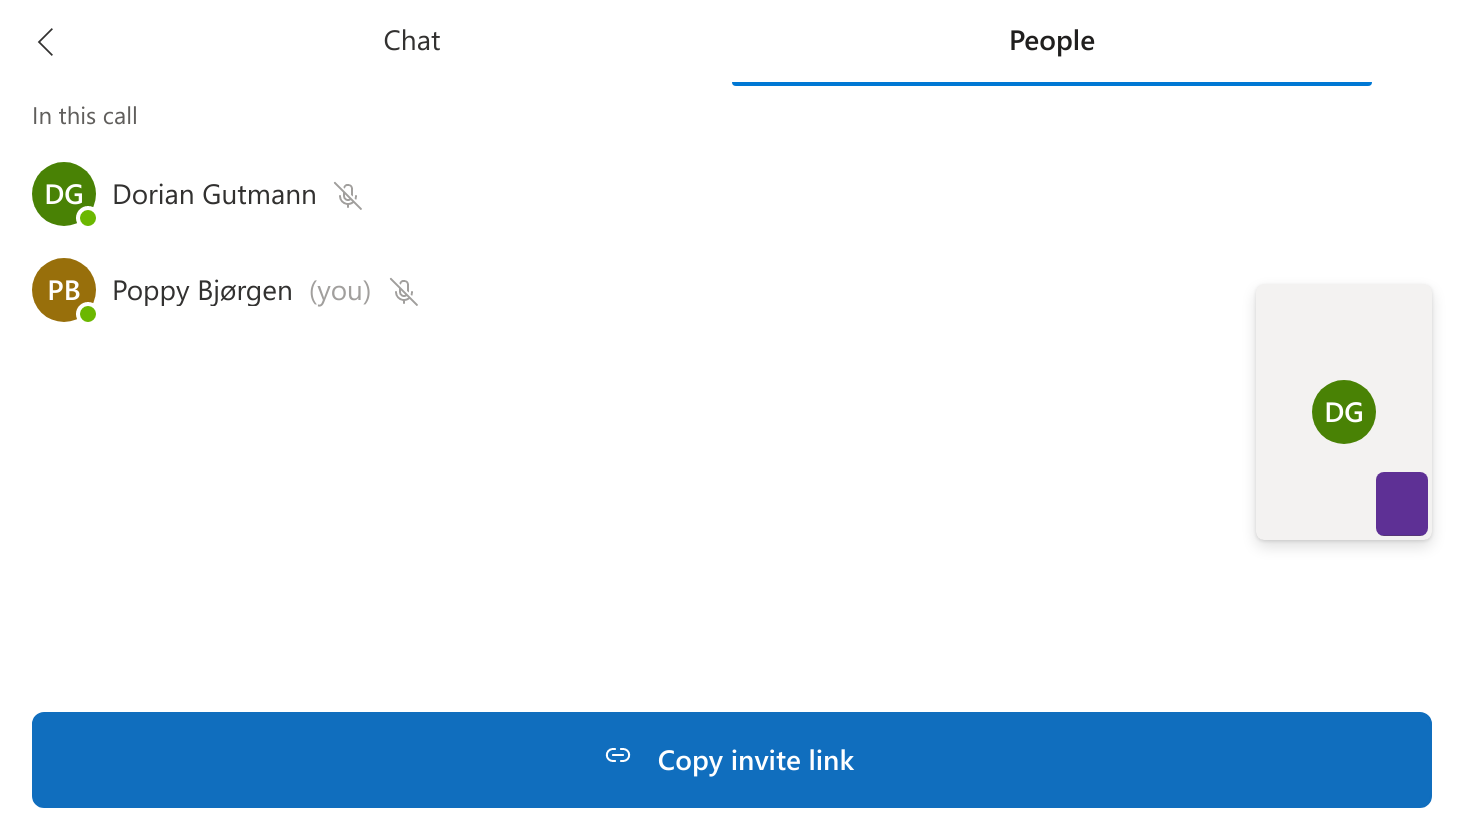 Chat
People
In this call
DG Dorian Gutmann
PB Poppy Bjørgen (you)
DG
Copy invite link